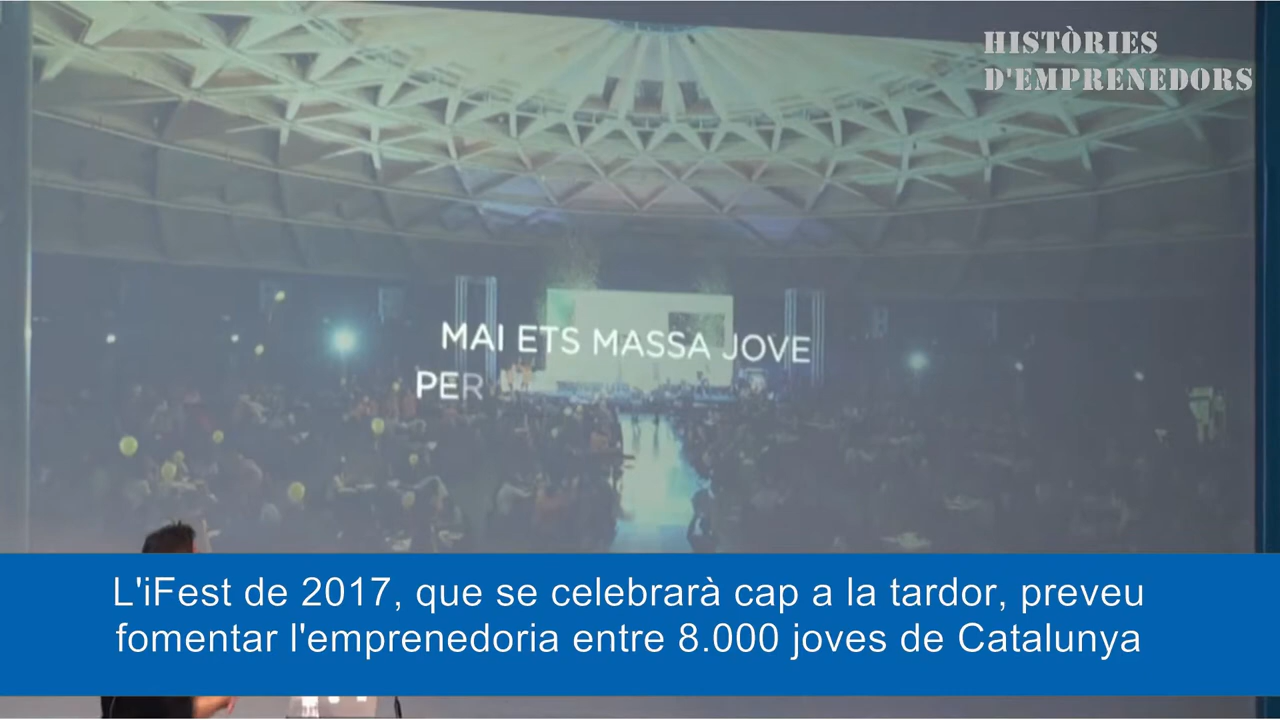 HISTÒRIES
D'EMPRENEDORS
MAI ETS MASSA JOVE
PER
L'iFest de 2017, que se celebrarà cap a la tardor, preveu
fomentar l'emprenedoria entre 8.000 joves de Catalunya